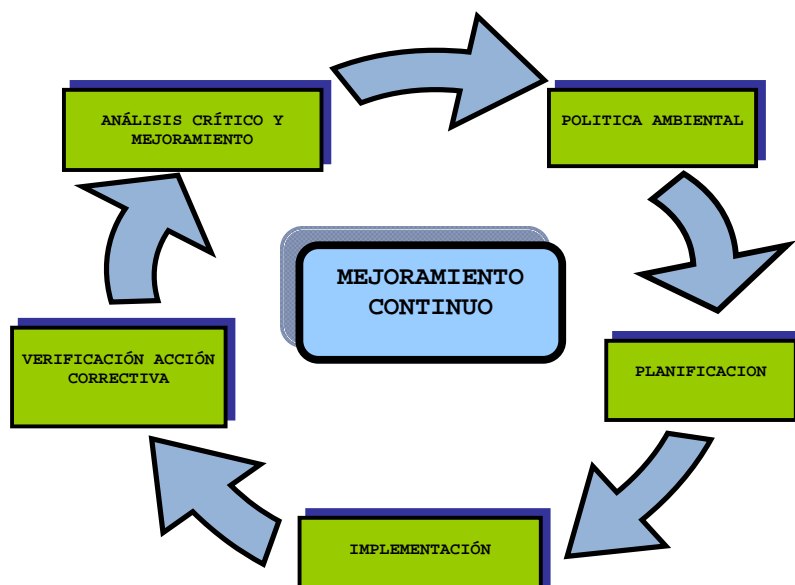 ANÁLISIS CRÍTICO Y
MEJORAMIENTO
POLITICA AMBIENTAL
MEJORAMIENTO
CONTINUO
VERIFICACIÓN ACCIÓN
CORRECTIVA
PLANIFICACION
IMPLEMENTACIÓN